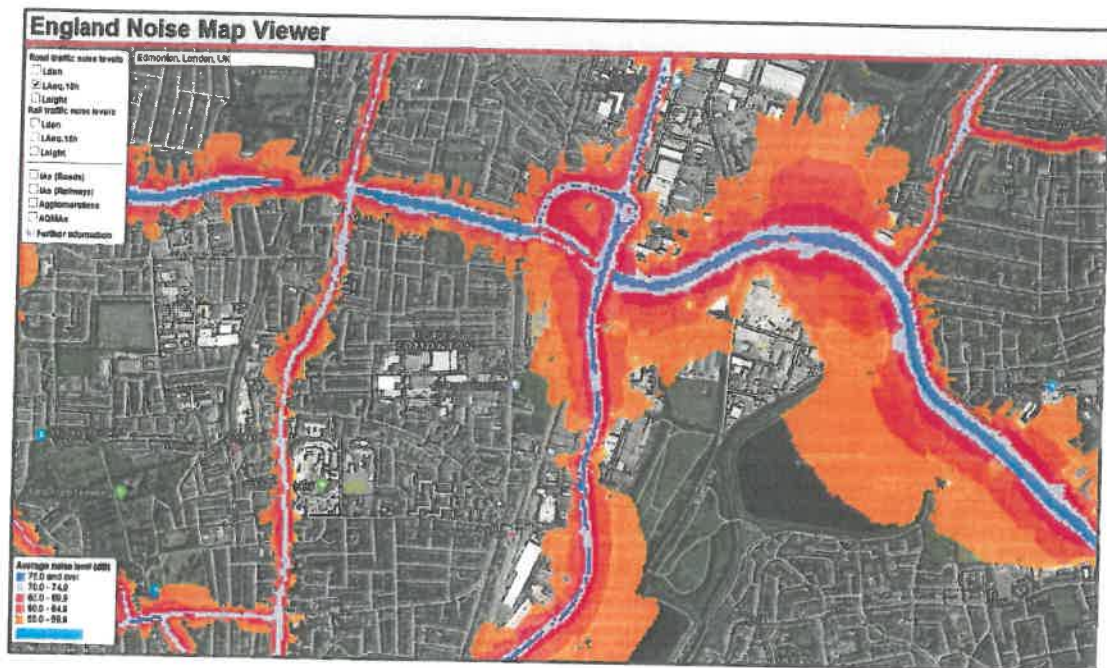 England Noise Map Viewer
Road traffic noise levels
Lden
LAeq,16h
Lnight
Rail traffic noise levels
Lden
LAeq,16h
Lnight
IAs (Roads)
IAs (Railways)
Agglomerations
AQMAs
Further information
Edmonton, London, UK
EDMONTON
Average noise level (dB)
75.0 and over
70.0 - 74.9
65.0 - 69.9
60.0 - 64.9
55.0 - 59.9